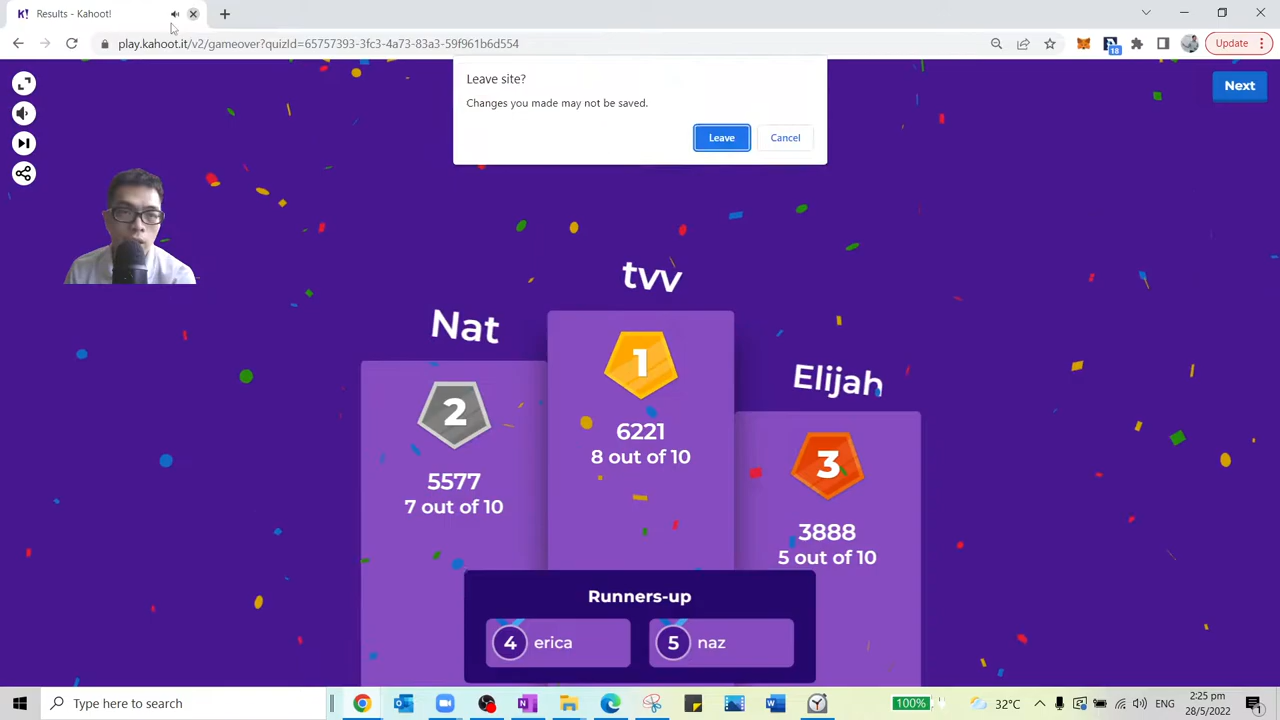 K! Results - Kahoot!
play.kahoot.it/v2/gameover?quizId=65757393-3fc3-4a73-83a3-59f961b6d554
18
Update
Leave site?
Changes you made may not be saved.
Leave
Cancel
Next
tvv
Nat
Elijah
1
6221
8 out of 10
2
5577
7 out of 10
3
3888
5 out of 10
Runners-up
4 erica
5 naz
Type here to search
100%
32°C
ENG
2:25 pm
28/5/2022
1